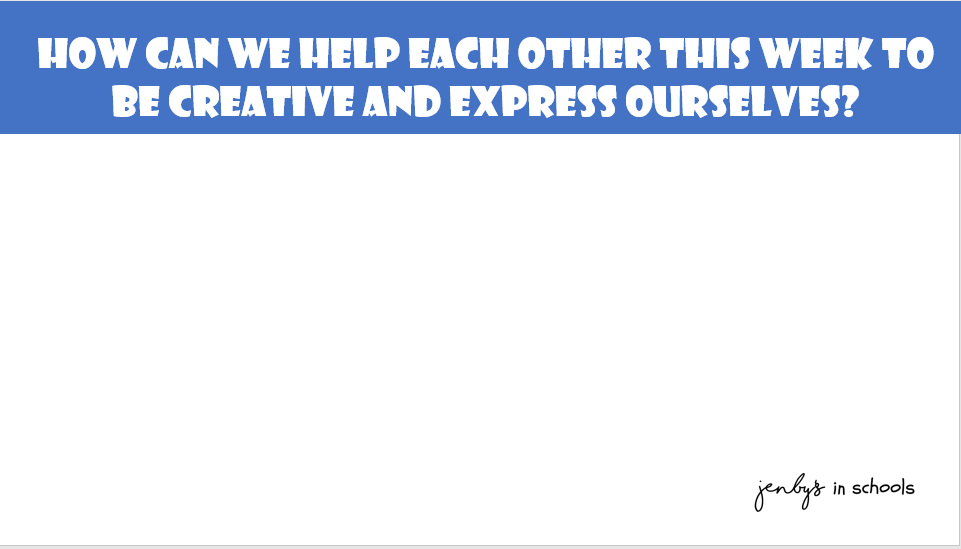 HOW CAN WE HELP EACH OTHER THIS WEEK TO
BE CREATIVE AND EXPRESS OURSELVES?
jenbys in schools